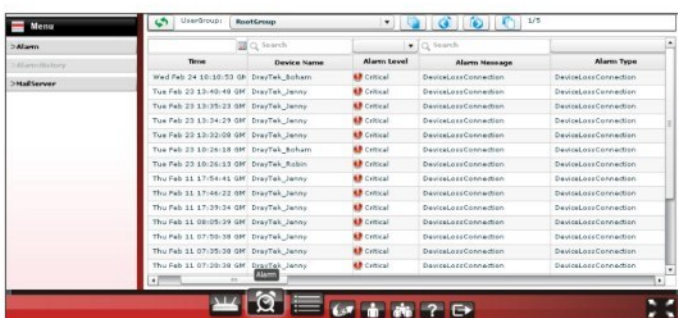 Menu
>Alarm
>AlarmHistory
>MailServer
UserGroup: RootGroup 1/5
Search Search
Time Device Name Alarm Level Alarm Message Alarm Type
Wed Feb 24 10:10:53 GM DrayTek_Boham Critical DeviceLossConnection DeviceLossConnection
Tue Feb 23 13:40:40 GM DrayTek_Jenny Critical DeviceLossConnection DeviceLossConnection
Tue Feb 23 13:35:23 GM DrayTek_Jenny Critical DeviceLossConnection DeviceLossConnection
Tue Feb 23 13:34:29 GM DrayTek_Jenny Critical DeviceLossConnection DeviceLossConnection
Tue Feb 23 13:32:08 GM DrayTek_Jenny Critical DeviceLossConnection DeviceLossConnection
Tue Feb 23 10:26:18 GM DrayTek_Boham Critical DeviceLossConnection DeviceLossConnection
Tue Feb 23 10:26:13 GM DrayTek_Robin Critical DeviceLossConnection DeviceLossConnection
Thu Feb 11 17:54:41 GM DrayTek_Jenny Critical DeviceLossConnection DeviceLossConnection
Thu Feb 11 17:46:22 GM DrayTek_Jenny Critical DeviceLossConnection DeviceLossConnection
Thu Feb 11 17:39:34 GM DrayTek_Jenny Critical DeviceLossConnection DeviceLossConnection
Thu Feb 11 08:05:39 GM DrayTek_Jenny Critical DeviceLossConnection DeviceLossConnection
Thu Feb 11 07:50:38 GM DrayTek_Jenny Critical DeviceLossConnection DeviceLossConnection
Thu Feb 11 07:35:38 GM DrayTek_Jenny Critical DeviceLossConnection DeviceLossConnection
Thu Feb 11 07:20:38 GM DrayTek_Jenny Critical DeviceLossConnection DeviceLossConnection
Alarm